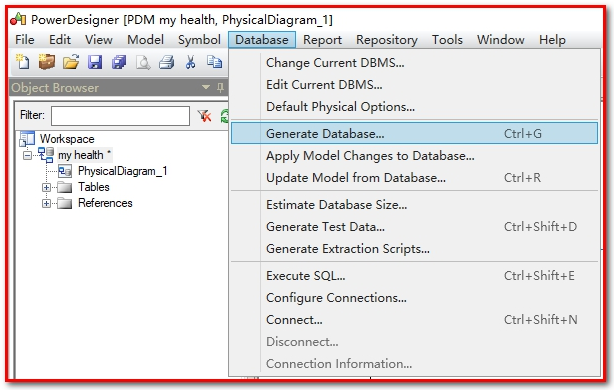 PowerDesigner [PDM my health, PhysicalDiagram_1]
File Edit View Model Symbol Database Report Repository Tools Window Help
Object Browser
Filter:
Workspace
my health *
PhysicalDiagram_1
Tables
References
Change Current DBMS...
Edit Current DBMS...
Default Physical Options...
Generate Database... Ctrl+G
Apply Model Changes to Database...
Update Model from Database... Ctrl+R
Estimate Database Size...
Generate Test Data... Ctrl+Shift+D
Generate Extraction Scripts...
Execute SQL... Ctrl+Shift+E
Configure Connections...
Connect... Ctrl+Shift+N
Disconnect...
Connection Information...